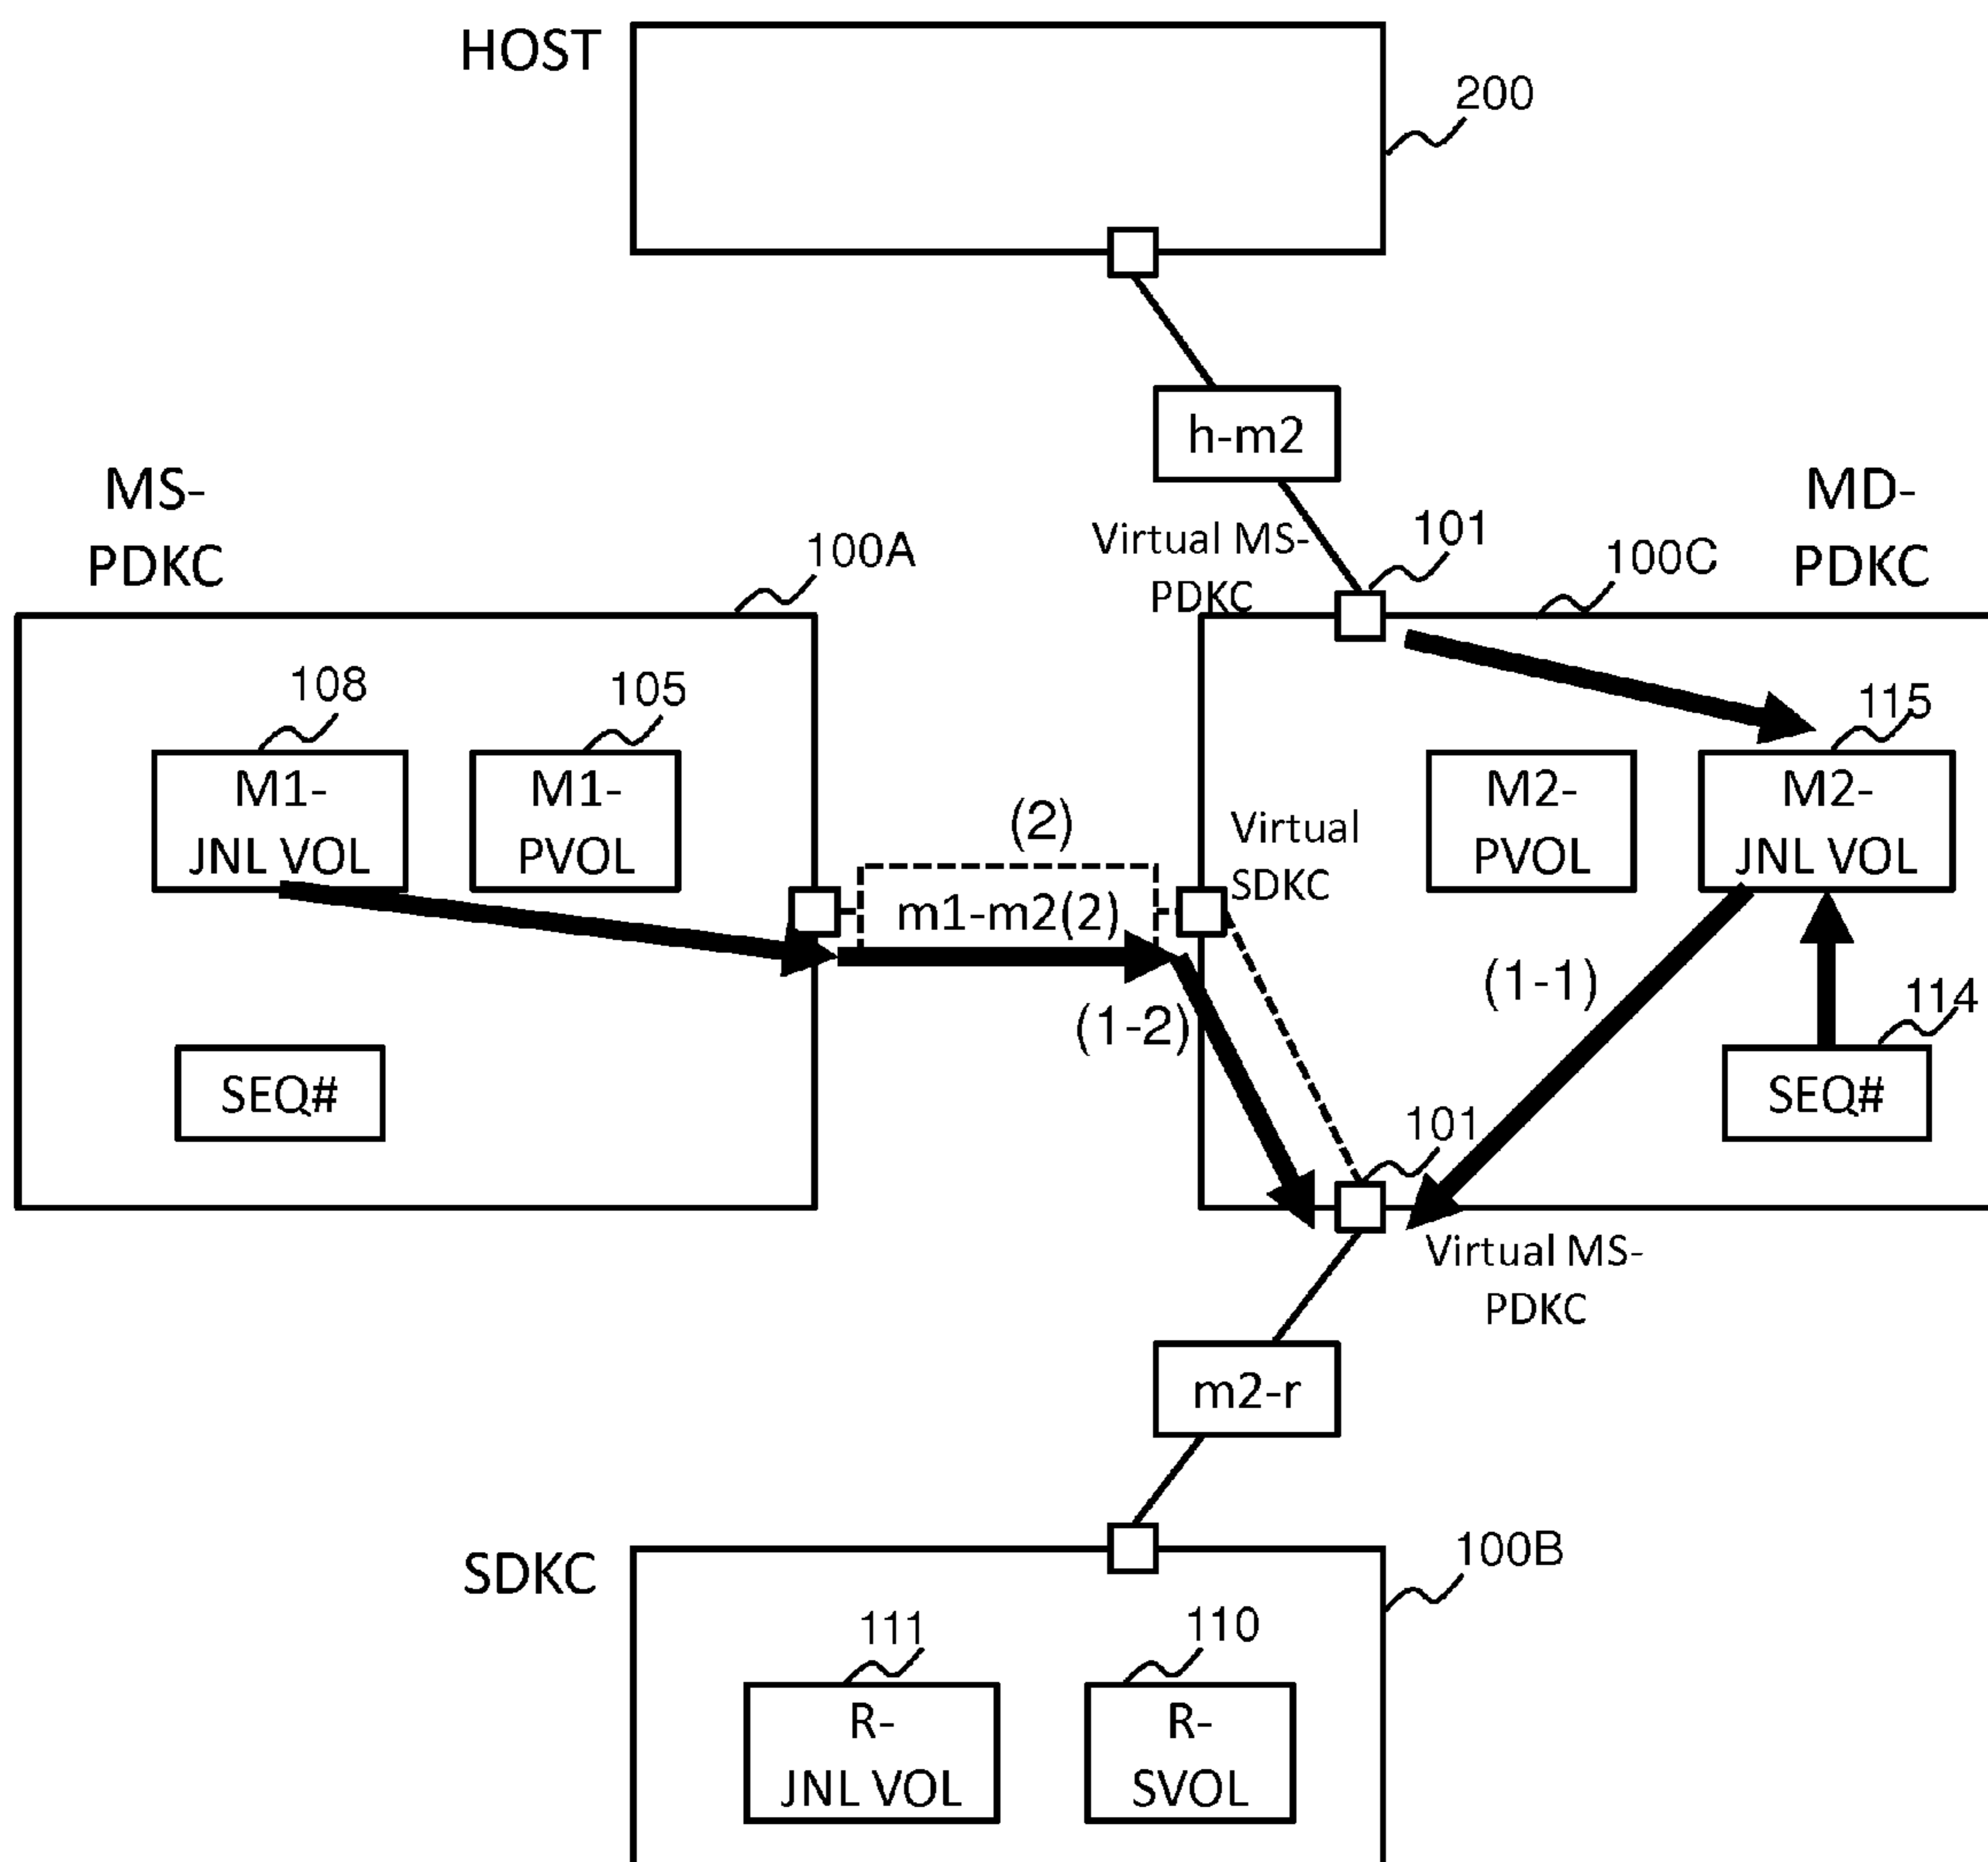 HOST
200
h-m2
MS-
PDKC
100A
Virtual MS-
PDKC
101
100C
MD-
PDKC
108
105
115
M1-
JNL VOL
M1-
PVOL
M2-
PVOL
M2-
JNL VOL
(2)
m1-m2(2)
Virtual
SDKC
(1-2)
(1-1)
114
SEQ#
SEQ#
101
Virtual MS-
PDKC
m2-r
SDKC
100B
111
110
R-
JNL VOL
R-
SVOL